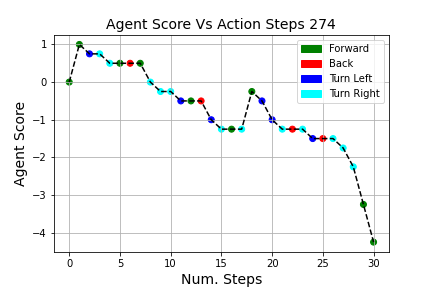 Agent Score Vs Action Steps 274
Agent Score
1
0
−1
−2
−3
−4
Forward
Back
Turn Left
Turn Right
0 5 10 15 20 25 30
Num. Steps